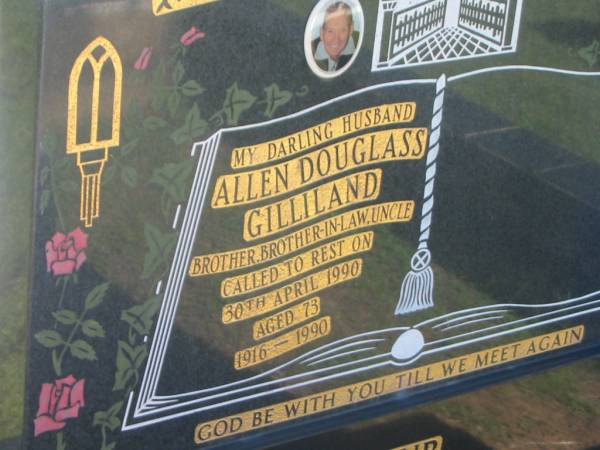 MY DARLING HUSBAND
ALLEN DOUGLASS
GILLILAND
BROTHER, BROTHER-IN-LAW, UNCLE
CALLED TO REST ON
30TH APRIL 1990
AGED 73
1916 — 1990
GOD BE WITH YOU TILL WE MEET AGAIN